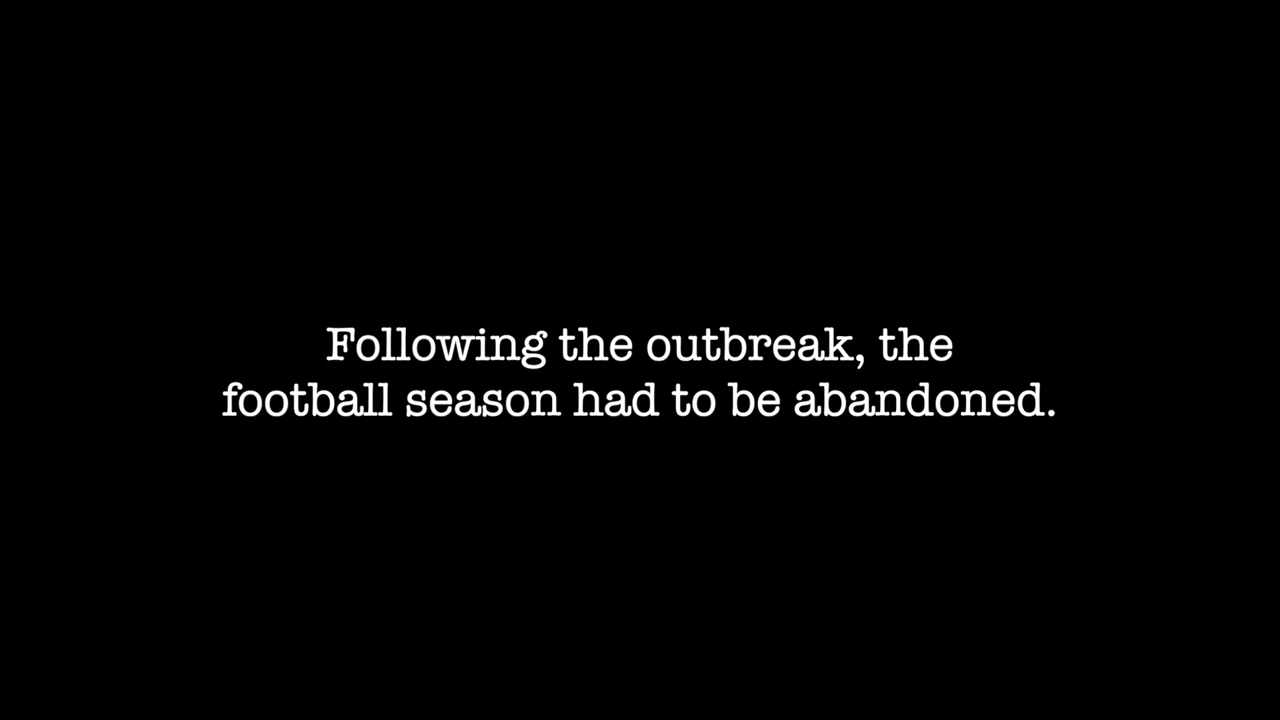 Following the outbreak, the
football season had to be abandoned.